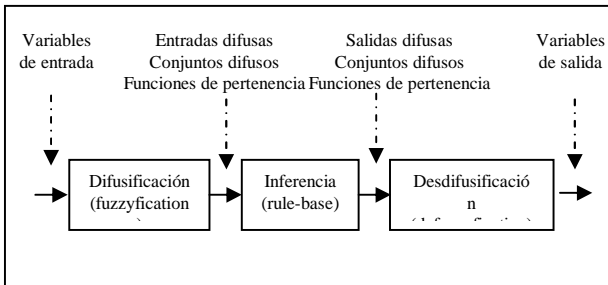 Variables
de entrada
Entradas difusas
Conjuntos difusos
Funciones de pertenencia
Salidas difusas
Conjuntos difusos
Funciones de pertenencia
Variables
de salida
Difusificación
(fuzzyfication
Inferencia
(rule-base)
Desdifusificació
n